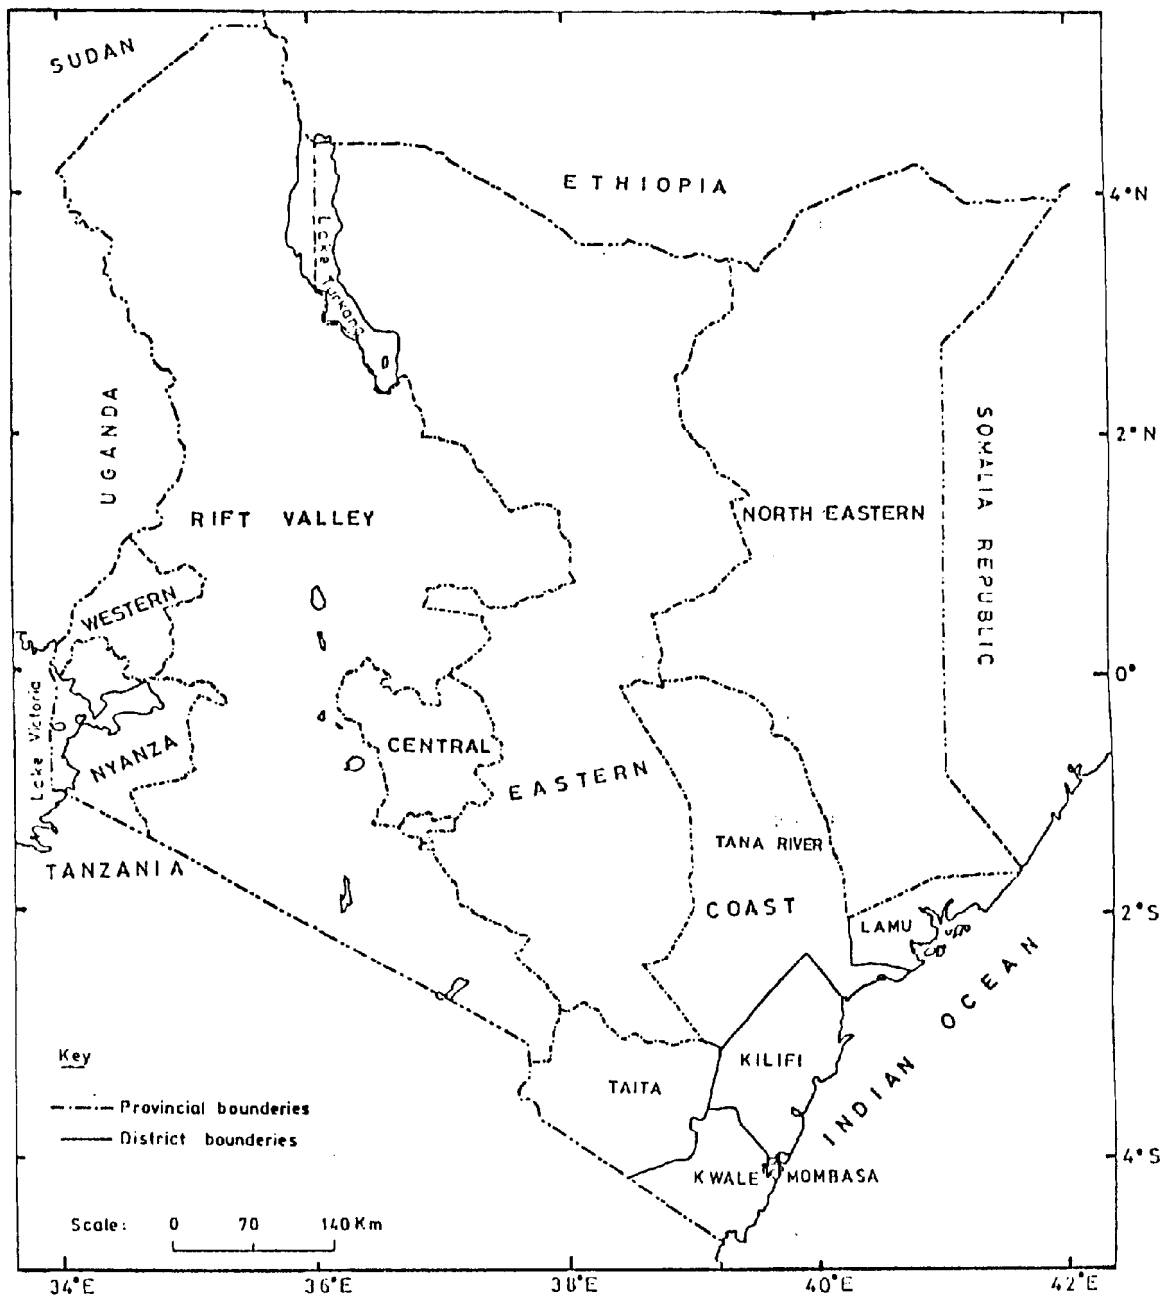 SUDAN
ETHIOPIA
4°N
Lake Turkana
UGANDA
2°N
SOMALIA REPUBLIC
RIFT VALLEY
NORTH EASTERN
WESTERN
0°
Lake Victoria
NYANZA
CENTRAL
EASTERN
TANA RIVER
TANZANIA
COAST
2°S
LAMU
INDIAN OCEAN
Key
KILIFI
TAITA
Provincial bounderies
District bounderies
4°S
KWALE
MOMBASA
Scale: 0 70 140 Km
34°E 36°E 38°E 40°E 42°E